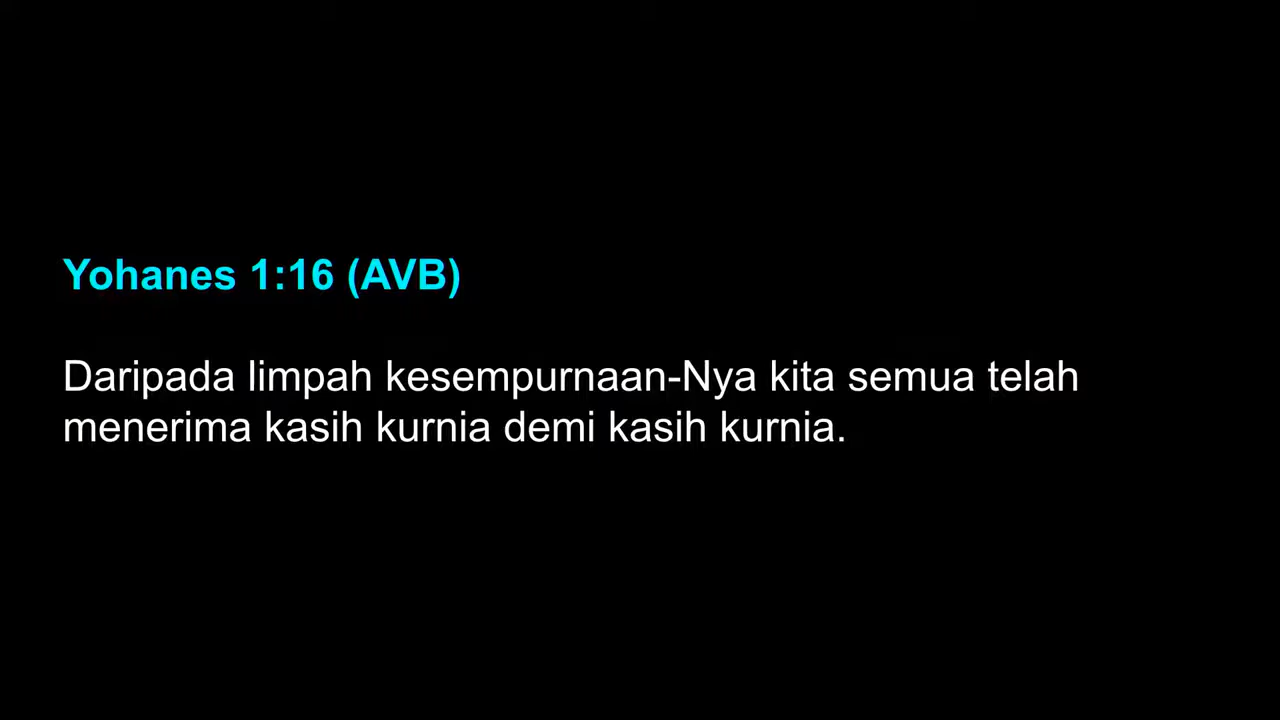 Yohanes 1:16 (AVB)
Daripada limpah kesempurnaan-Nya kita semua telah
menerima kasih kurnia demi kasih kurnia.